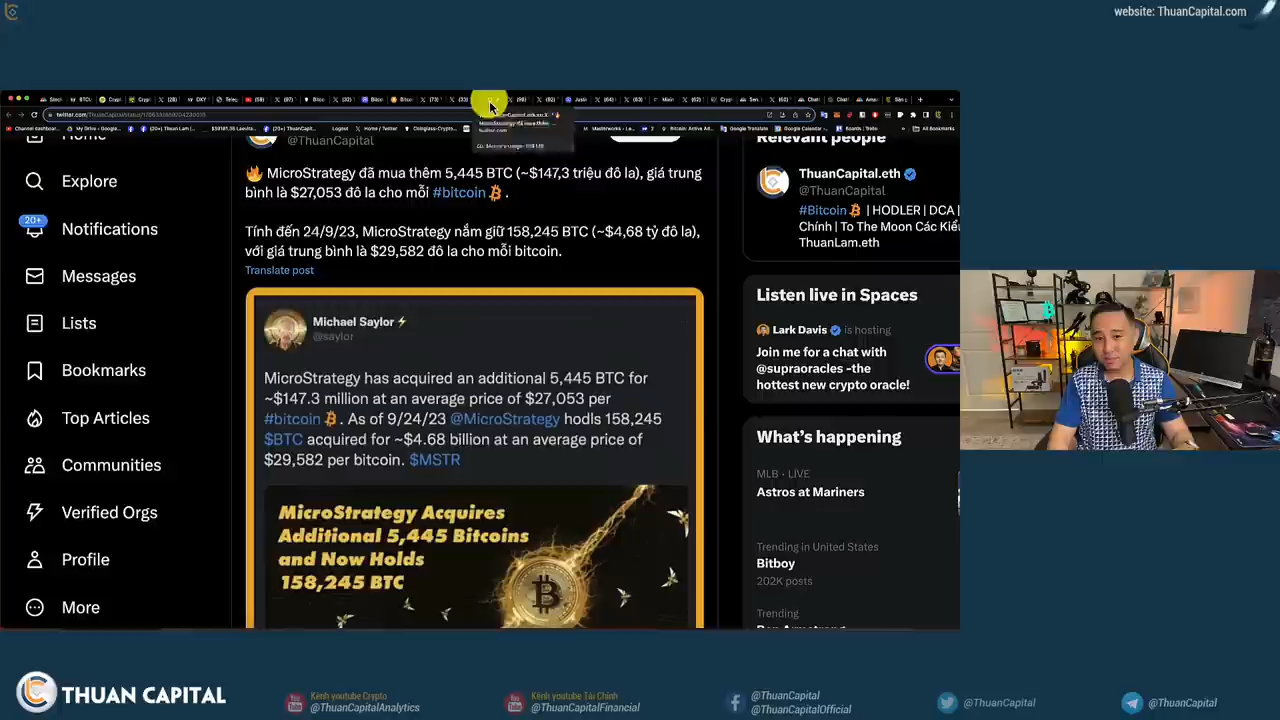 website: ThuanCapital.com
@ThuanCapital
🔥 MicroStrategy đã mua thêm 5,445 BTC (~$147,3 triệu đô la), giá trung
bình là $27,053 đô la cho mỗi #bitcoin .
Tính đến 24/9/23, MicroStrategy nắm giữ 158,245 BTC (~$4,68 tỷ đô la),
với giá trung bình là $29,582 đô la cho mỗi bitcoin.
Translate post
Michael Saylor⚡
@saylor
MicroStrategy has acquired an additional 5,445 BTC for
~$147.3 million at an average price of $27,053 per
#bitcoin . As of 9/24/23 @MicroStrategy hodls 158,245
$BTC acquired for ~$4.68 billion at an average price of
$29,582 per bitcoin. $MSTR
MicroStrategy Acquires
Additional 5,445 Bitcoins
and Now Holds
158,245 BTC
Explore
20+
Notifications
Messages
Lists
Bookmarks
Top Articles
Communities
Verified Orgs
Profile
More
Relevant people
ThuanCapital.eth
@ThuanCapital
#Bitcoin | HODLER | DCA |
Chính | To The Moon Các Kiể
ThuanLam.eth
Listen live in Spaces
Lark Davis is hosting
Join me for a chat with
@supraoracles -the
hottest new crypto oracle!
What's happening
MLB · LIVE
Astros at Mariners
Trending in United States
Bitboy
202K posts
Trending
THUAN CAPITAL
Kênh youtube Crypto
@ThuanCapitalAnalytics
Kênh youtube Tài Chính
@ThuanCapitalFinancial
@ThuanCapital
@ThuanCapitalOfficial
@ThuanCapital
@ThuanCapital